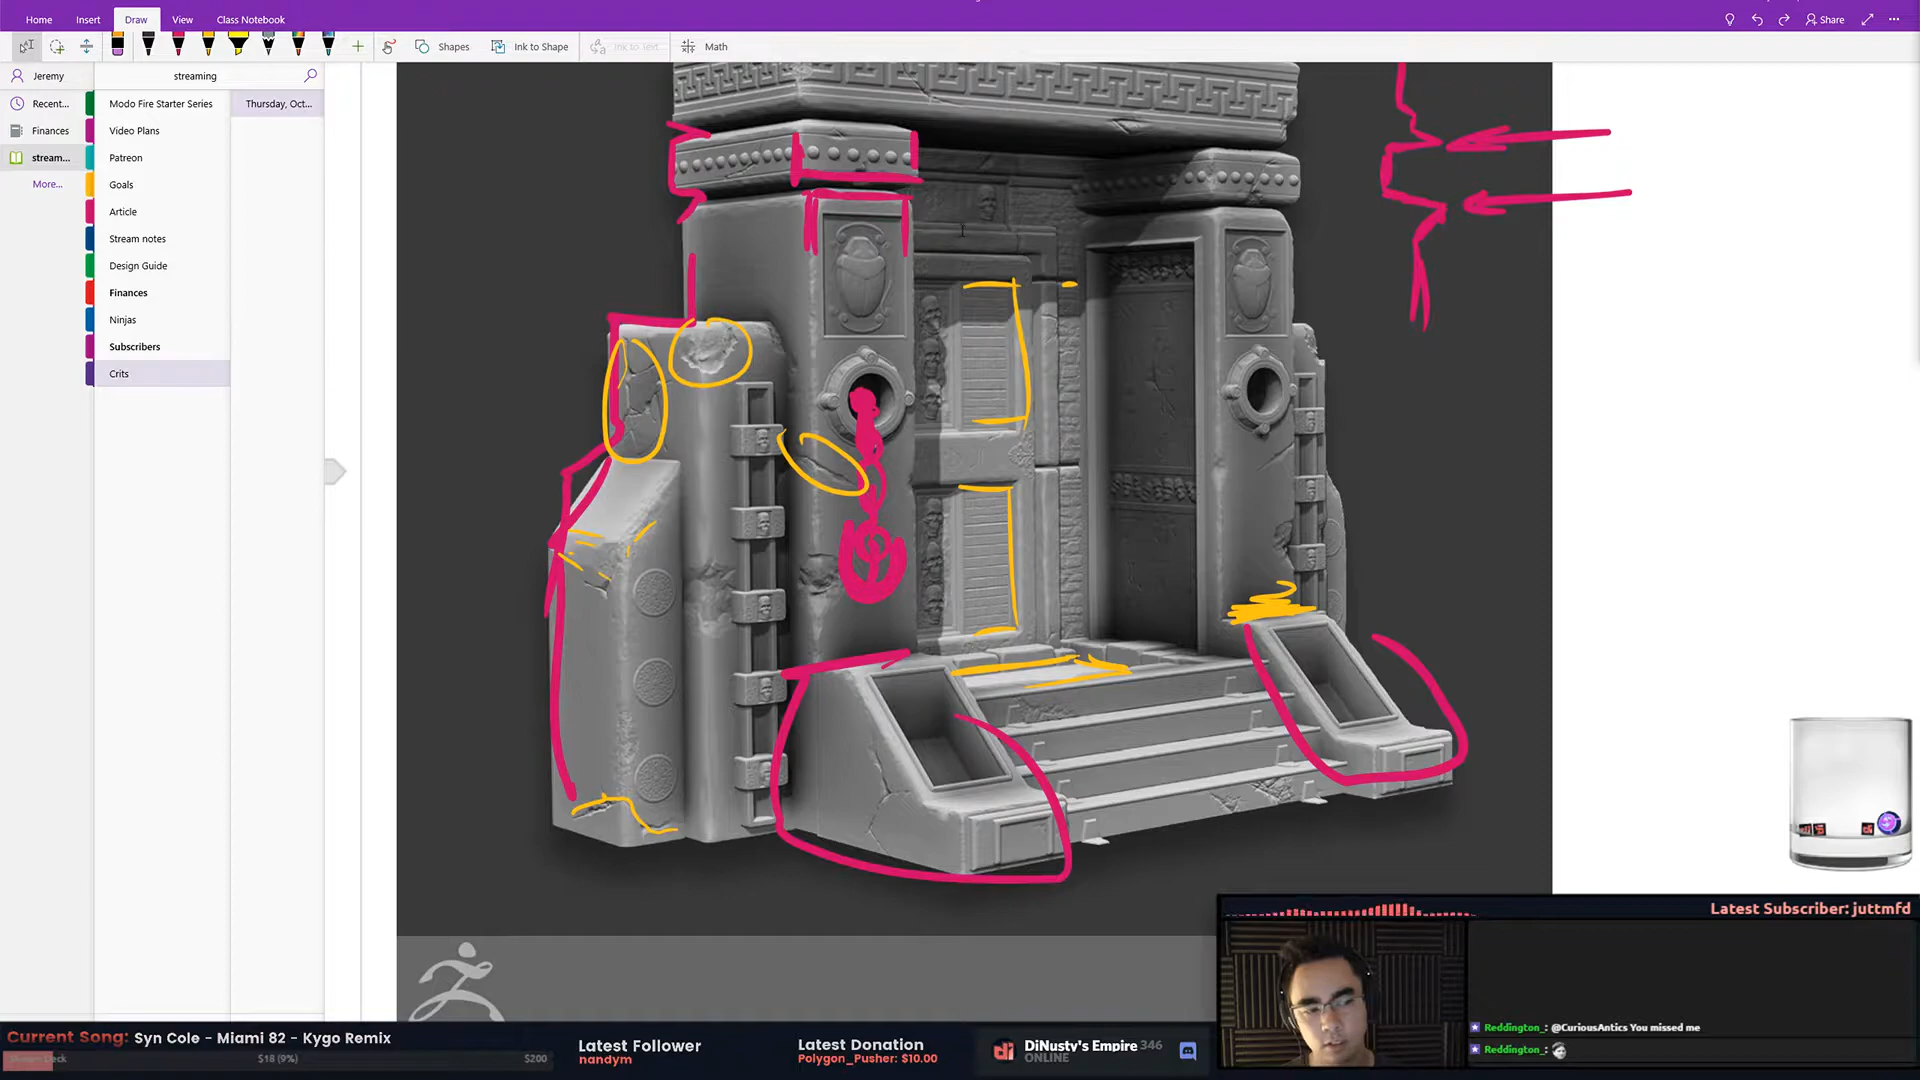 Home Insert Draw View Class Notebook Share
Shapes Ink to Shape Ink to Text Math
Jeremy streaming
Recent... Modo Fire Starter Series Thursday, Oct...
Finances Video Plans
stream... Patreon
More... Goals
Article
Stream notes
Design Guide
Finances
Ninjas
Subscribers
Crits
Latest Subscriber: juttmfd
Reddington_: @CuriousAntics You missed me
Reddington_:
Current Song: Syn Cole - Miami 82 - Kygo Remix
$18 (9%) $200
Latest Follower
nandym
Latest Donation
Polygon_Pusher: $10.00
DiNusty's Empire 346
ONLINE